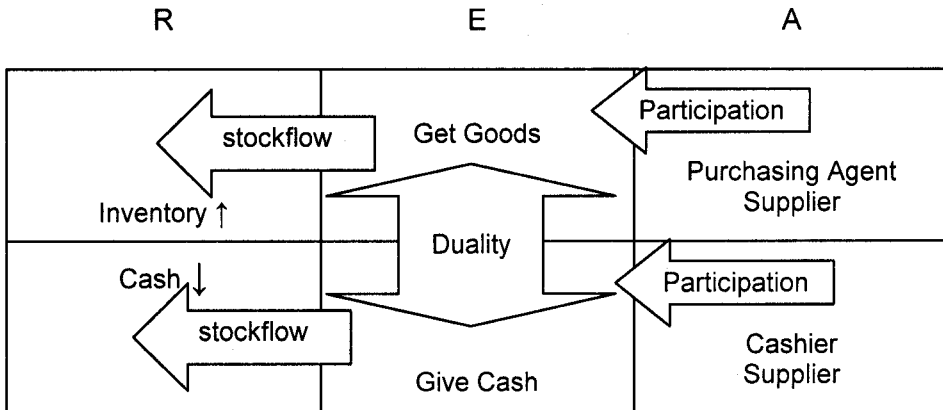 R E A
stockflow Get Goods Participation
Inventory ↑ Purchasing Agent
Supplier
Duality
Cash ↓ Participation
stockflow
Give Cash Cashier
Supplier